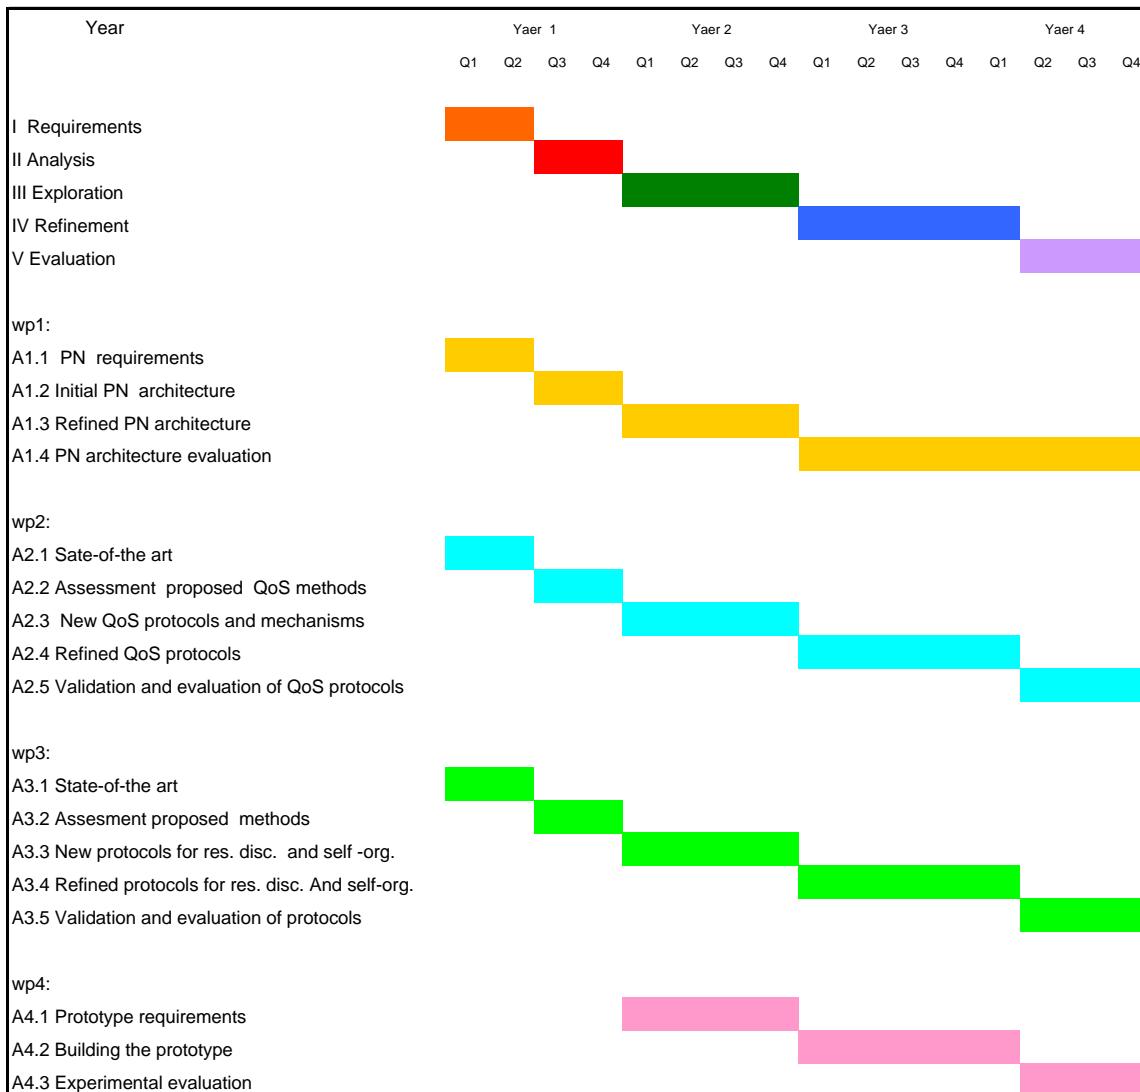 Year Yaer 1 Yaer 2 Yaer 3 Yaer 4
Q1 Q2 Q3 Q4 Q1 Q2 Q3 Q4 Q1 Q2 Q3 Q4 Q1 Q2 Q3 Q4
I Requirements
II Analysis
III Exploration
IV Refinement
V Evaluation
wp1:
A1.1 PN requirements
A1.2 Initial PN architecture
A1.3 Refined PN architecture
A1.4 PN architecture evaluation
wp2:
A2.1 Sate-of-the art
A2.2 Assessment proposed QoS methods
A2.3 New QoS protocols and mechanisms
A2.4 Refined QoS protocols
A2.5 Validation and evaluation of QoS protocols
wp3:
A3.1 State-of-the art
A3.2 Assesment proposed methods
A3.3 New protocols for res. disc. and self -org.
A3.4 Refined protocols for res. disc. And self-org.
A3.5 Validation and evaluation of protocols
wp4:
A4.1 Prototype requirements
A4.2 Building the prototype
A4.3 Experimental evaluation